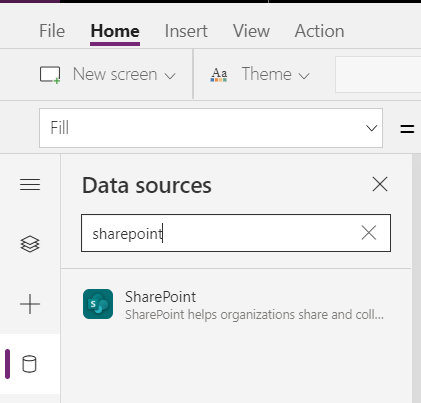 File Home Insert View Action
New screen Aa Theme
Fill =
Data sources
sharepoint
SharePoint
SharePoint helps organizations share and coll...